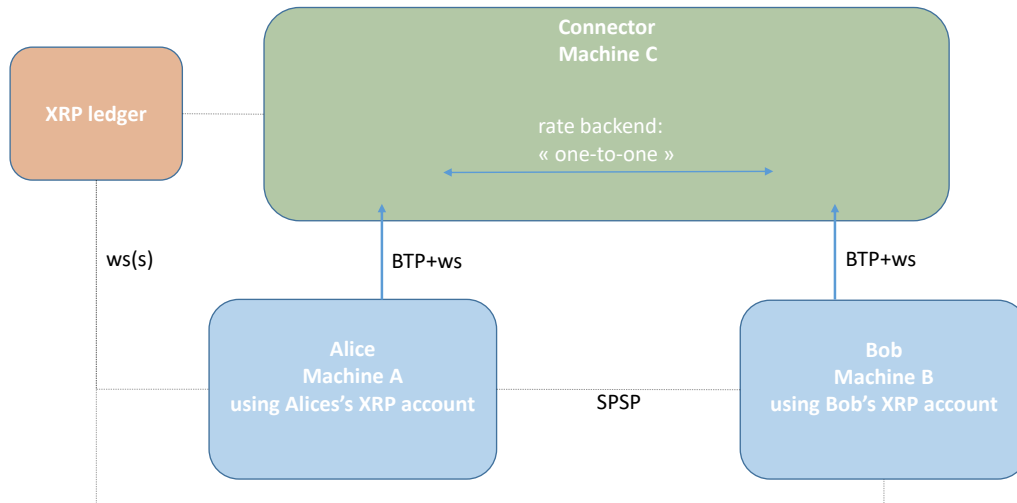 Connector
Machine C
XRP ledger
rate backend:
« one-to-one »
ws(s)
BTP+ws
BTP+ws
Alice
Machine A
using Alices's XRP account
SPSP
Bob
Machine B
using Bob's XRP account